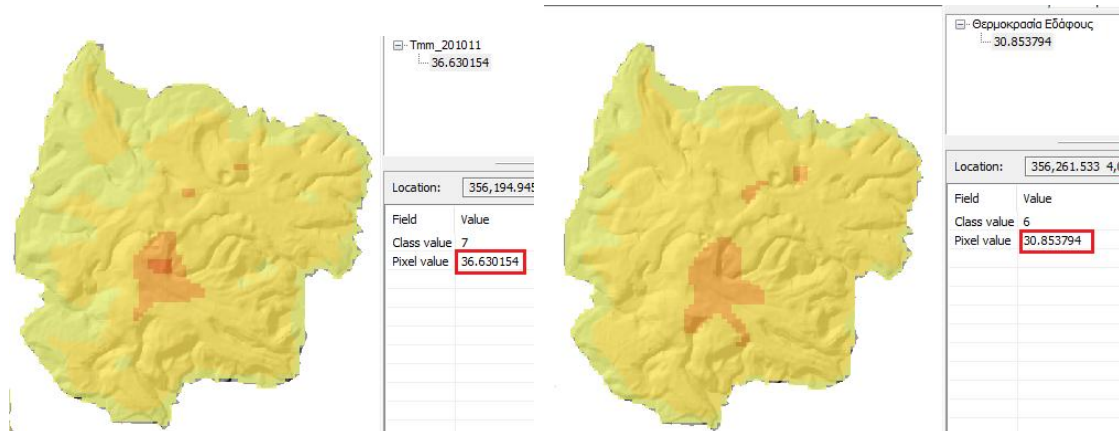 Tmm_201011
36.630154
Location: 356,194.945
Field Value
Class value 7
Pixel value 36.630154
Θερμοκρασία Εδάφους
30.853794
Location: 356,261.533
Field Value
Class value 6
Pixel value 30.853794